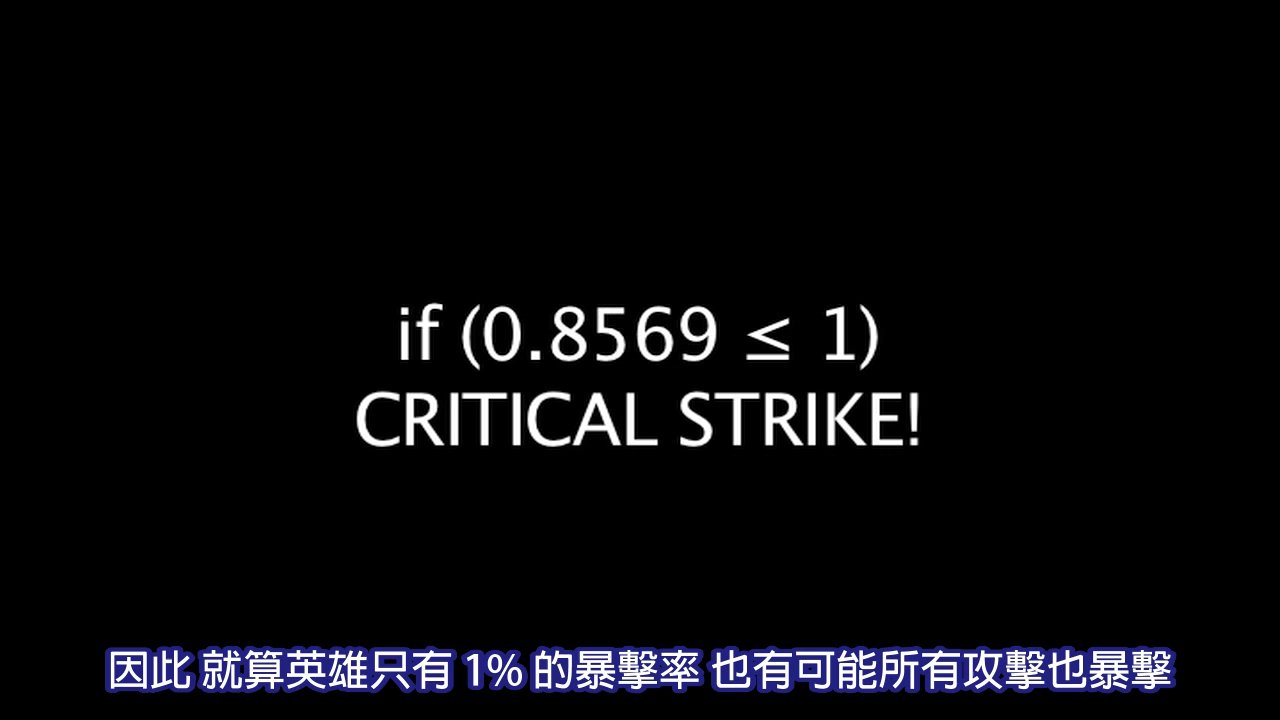 if (0.8569 ≤ 1)
CRITICAL STRIKE!
因此 就算英雄只有 1% 的暴擊率 也有可能所有攻擊也暴擊